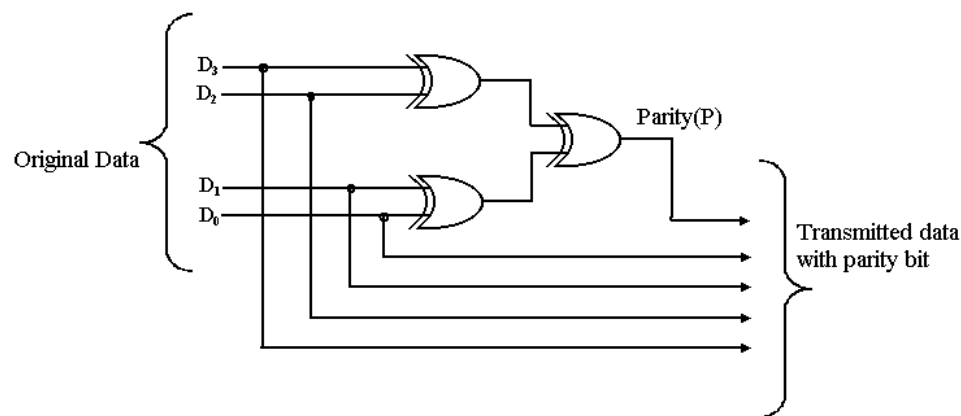 D₃
D₂
Parity(P)
Original Data
D₁
D₀
Transmitted data
with parity bit